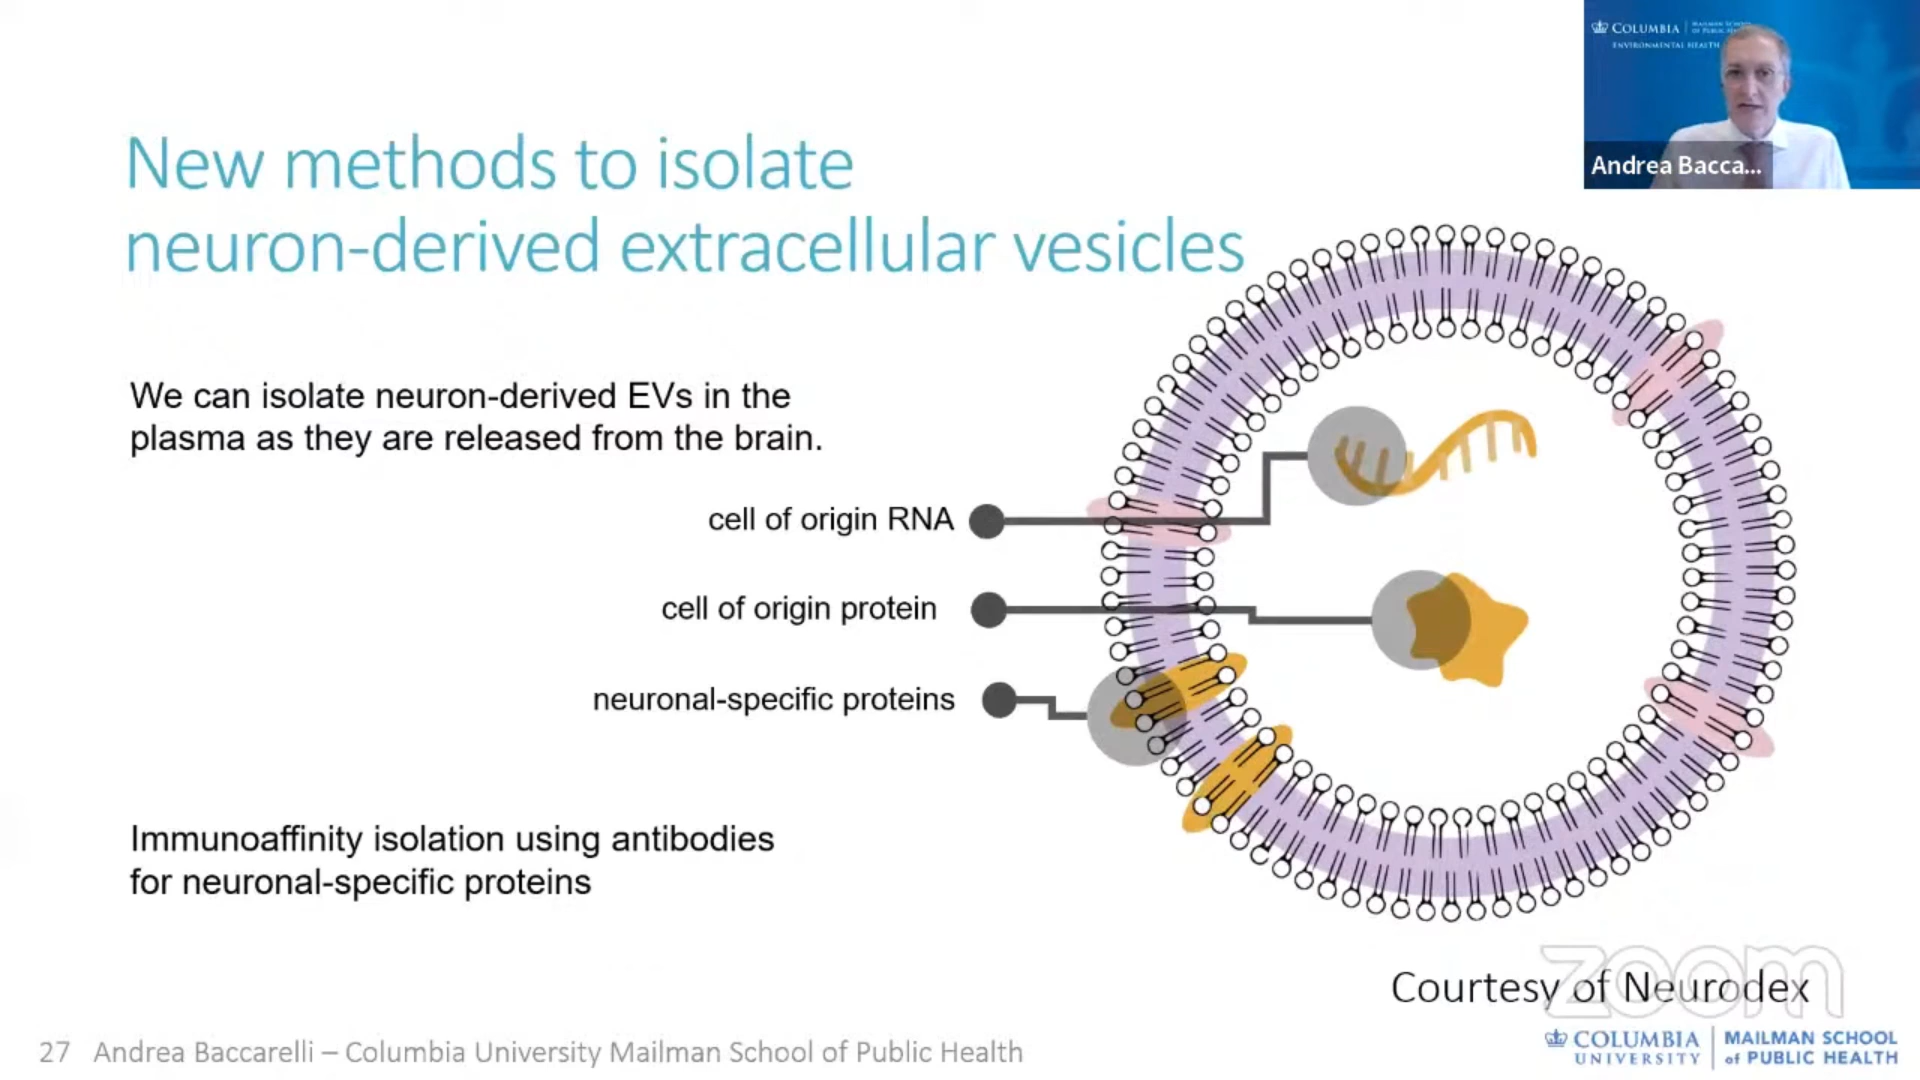 COLUMBIA
MAILMAN SCHOOL
ENVIRONMENTAL HEALTH
Andrea Bacca...
New methods to isolate
neuron-derived extracellular vesicles
We can isolate neuron-derived EVs in the
plasma as they are released from the brain.
cell of origin RNA
cell of origin protein
neuronal-specific proteins
Immunoaffinity isolation using antibodies
for neuronal-specific proteins
zoom
Courtesy of Neurodex
27 Andrea Baccarelli – Columbia University Mailman School of Public Health
COLUMBIA
UNIVERSITY
MAILMAN SCHOOL
of PUBLIC HEALTH